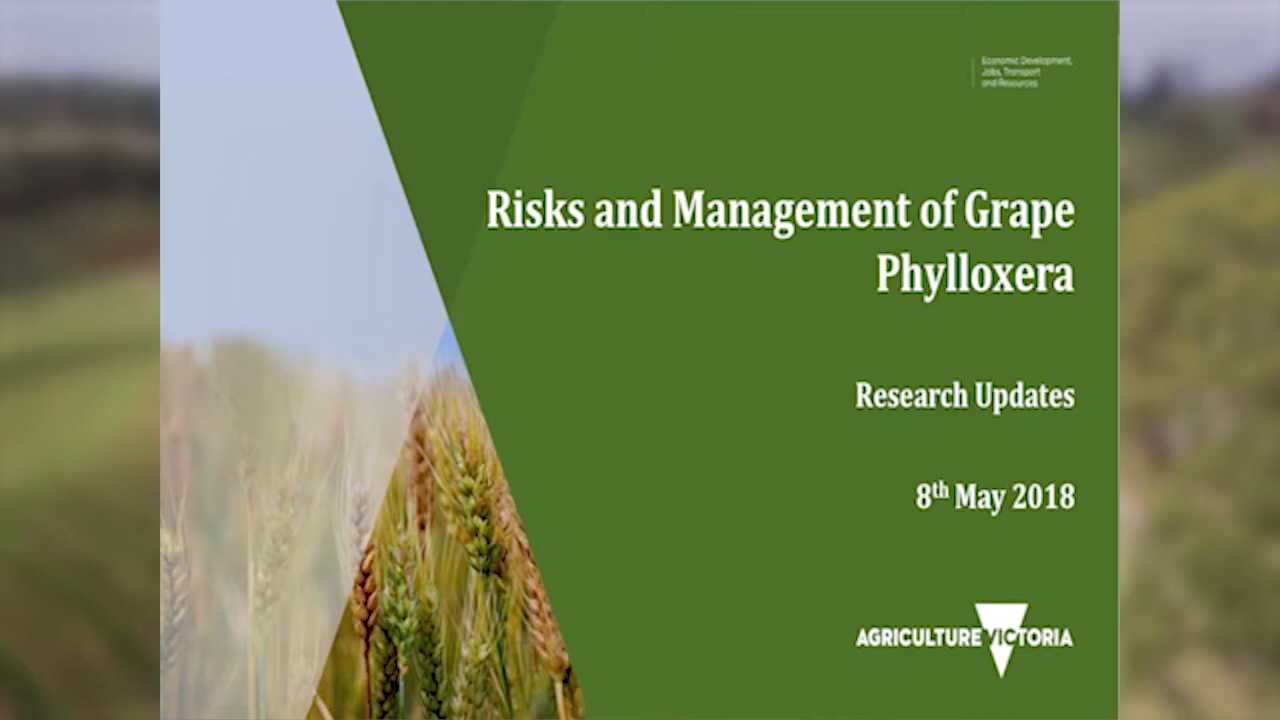 Economic Development,
Jobs, Transport
and Resources
Risks and Management of Grape
Phylloxera
Research Updates
8th May 2018
AGRICULTURE VICTORIA